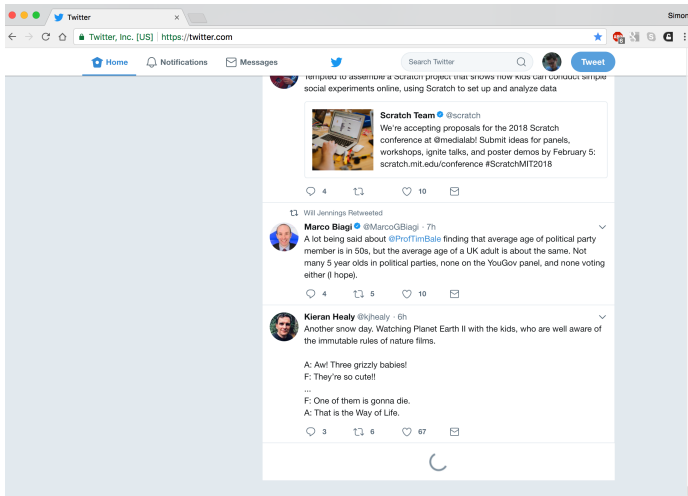 Twitter
Simon
Twitter, Inc. [US] | https://twitter.com
Home Notifications Messages Search Twitter Tweet
Tempted to assemble a Scratch project that shows how kids can conduct simple
social experiments online, using Scratch to set up and analyze data
Scratch Team @scratch
We're accepting proposals for the 2018 Scratch
conference at @medialab! Submit ideas for panels,
workshops, ignite talks, and poster demos by February 5:
scratch.mit.edu/conference #ScratchMIT2018
4 10
Will Jennings Retweeted
Marco Biagi @MarcoGBiagi · 7h
A lot being said about @ProfTimBale finding that average age of political party
member is in 50s, but the average age of a UK adult is about the same. Not
many 5 year olds in political parties, none on the YouGov panel, and none voting
either (I hope).
4 5 10
Kieran Healy @kjhealy · 6h
Another snow day. Watching Planet Earth II with the kids, who are well aware of
the immutable rules of nature films.
A: Aw! Three grizzly babies!
F: They're so cute!!
...
F: One of them is gonna die.
A: That is the Way of Life.
3 6 67